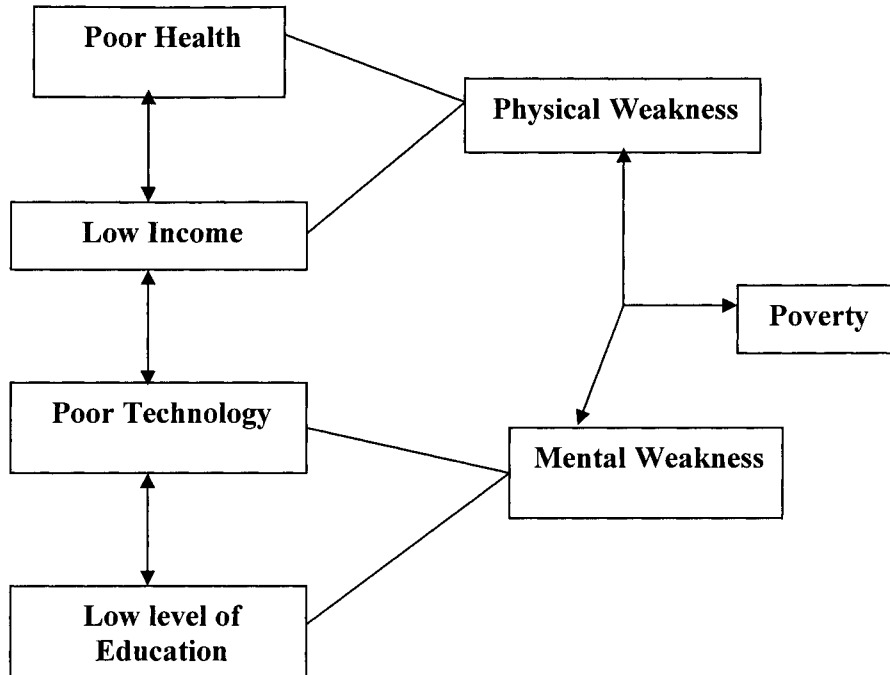 Poor Health
Physical Weakness
Low Income
Poverty
Poor Technology
Mental Weakness
Low level of
Education